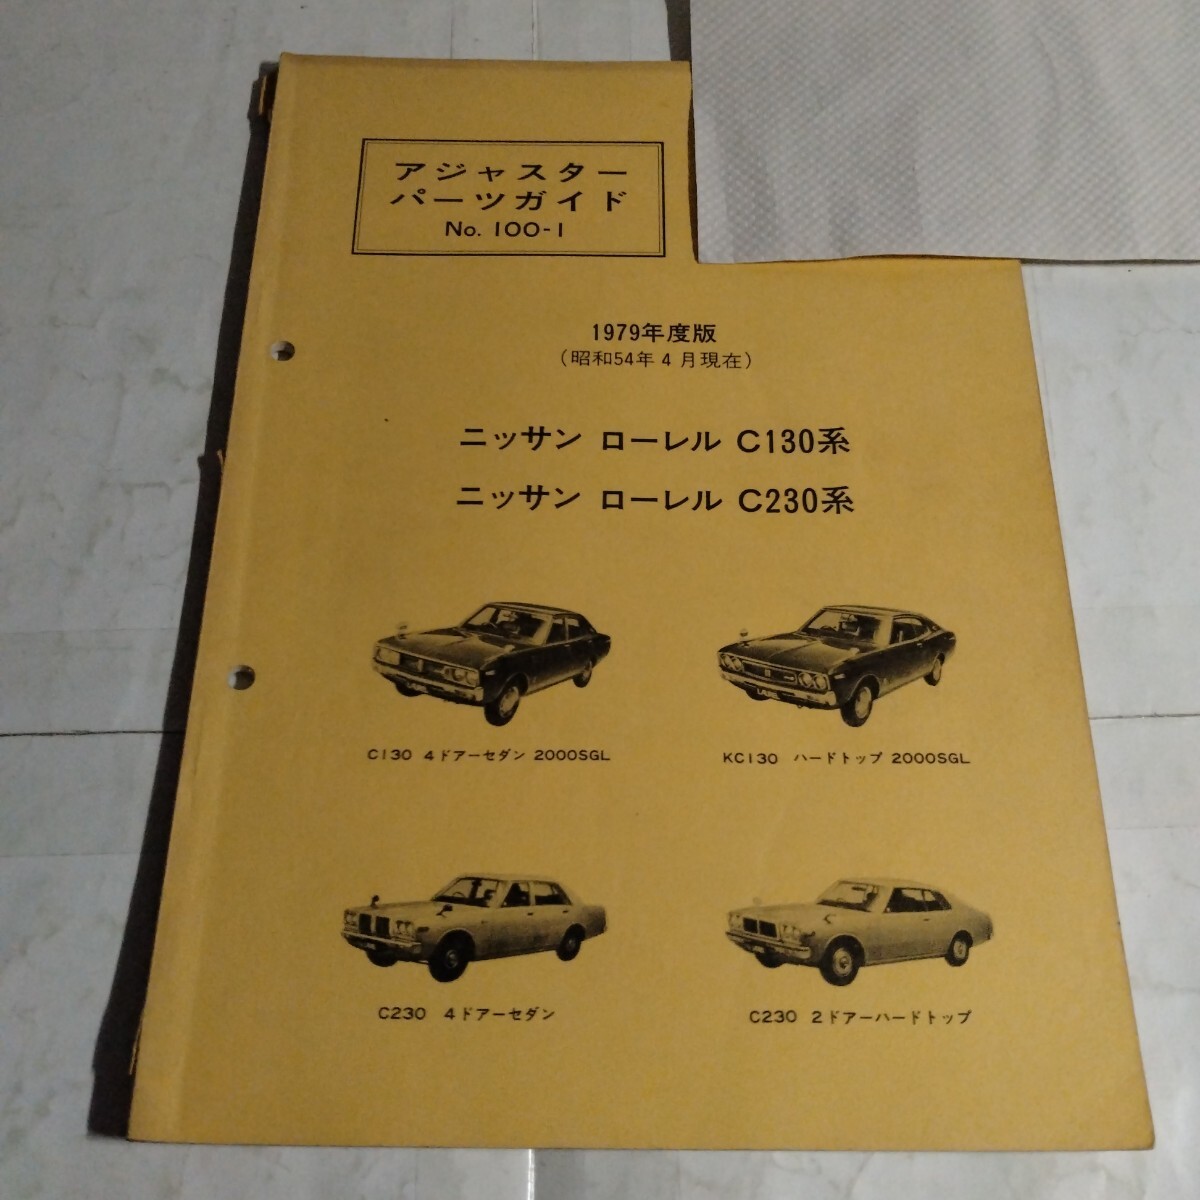 アジャスター
パーツガイド
No. 100-1
1979年度版
(昭和54年4月現在)
ニッサン ローレル C130系
ニッサン ローレル C230系
LAUREL
LAUREL
C130 4ドアーセダン 2000SGL
KC130 ハードトップ 2000SGL
C230 4ドアーセダン
C230 2ドアーハードトップ